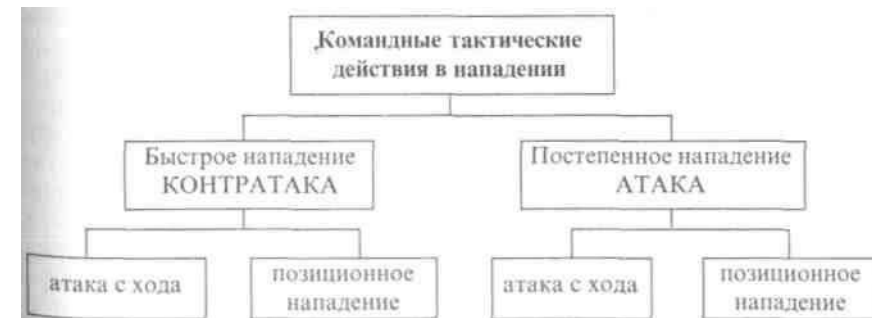 Командные тактические
действия в нападении
Быстрое нападение
КОНТРАТАКА
Постепенное нападение
АТАКА
атака с хода
позиционное
нападение
атака с хода
позиционное
нападение